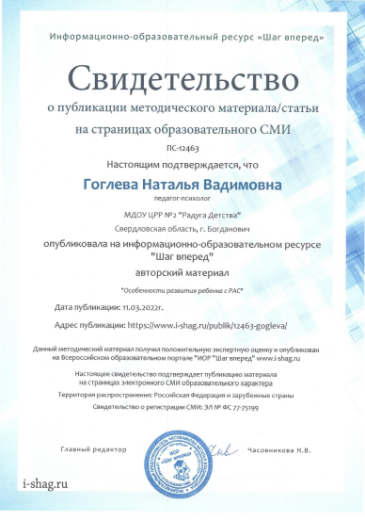 Информационно-образовательный ресурс «Шаг вперед»
Свидетельство
о публикации методического материала/статьи
на страницах образовательного СМИ
ПС-12463
Настоящим подтверждается, что
Гоглева Наталья Вадимовна
педагог-психолог
МДОУ ЦРР №2 "Радуга Детства"
Свердловская область, г. Богданович
опубликовала на информационно-образовательном ресурсе
"Шаг вперед"
авторский материал
"Особенности развития ребенка с РАС"
Дата публикации: 11.03.2022г.
Адрес публикации: https://www.i-shag.ru/publik/12463-gogleva/
Данный методический материал получил положительную экспертную оценку и опубликован
на Всероссийском образовательном портале "ИОР "Шаг вперед" www.i-shag.ru
Настоящее свидетельство подтверждает публикацию материала
на страницах электронного СМИ образовательного характера
Территория распространение: Российская Федерация и зарубежные страны
Свидетельство о регистрации СМИ: ЭЛ № ФС 77-75199
Главный редактор
Часовникова Н.В.
ИОР
i-shag.ru